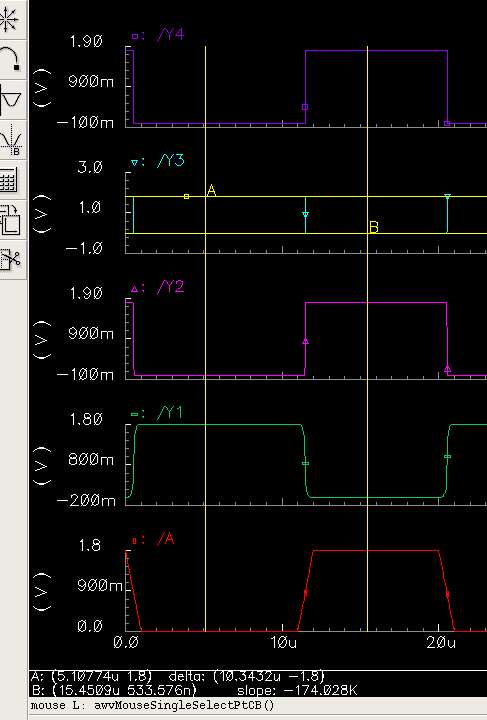 : /Y4
1.90
900m
(V)
-100m
: /Y3
3.0
A
1.0
(V)
B
-1.0
: /Y2
1.90
900m
(V)
-100m
: /Y1
1.80
800m
(V)
-200m
: /A
1.8
900m
(V)
0.0
0.0 10u 20u
A: (5.10774u 1.8) delta: (10.3432u -1.8)
B: (15.4509u 533.576n) slope: -174.028K
mouse L: awvMouseSingleSelectPtCB()
B